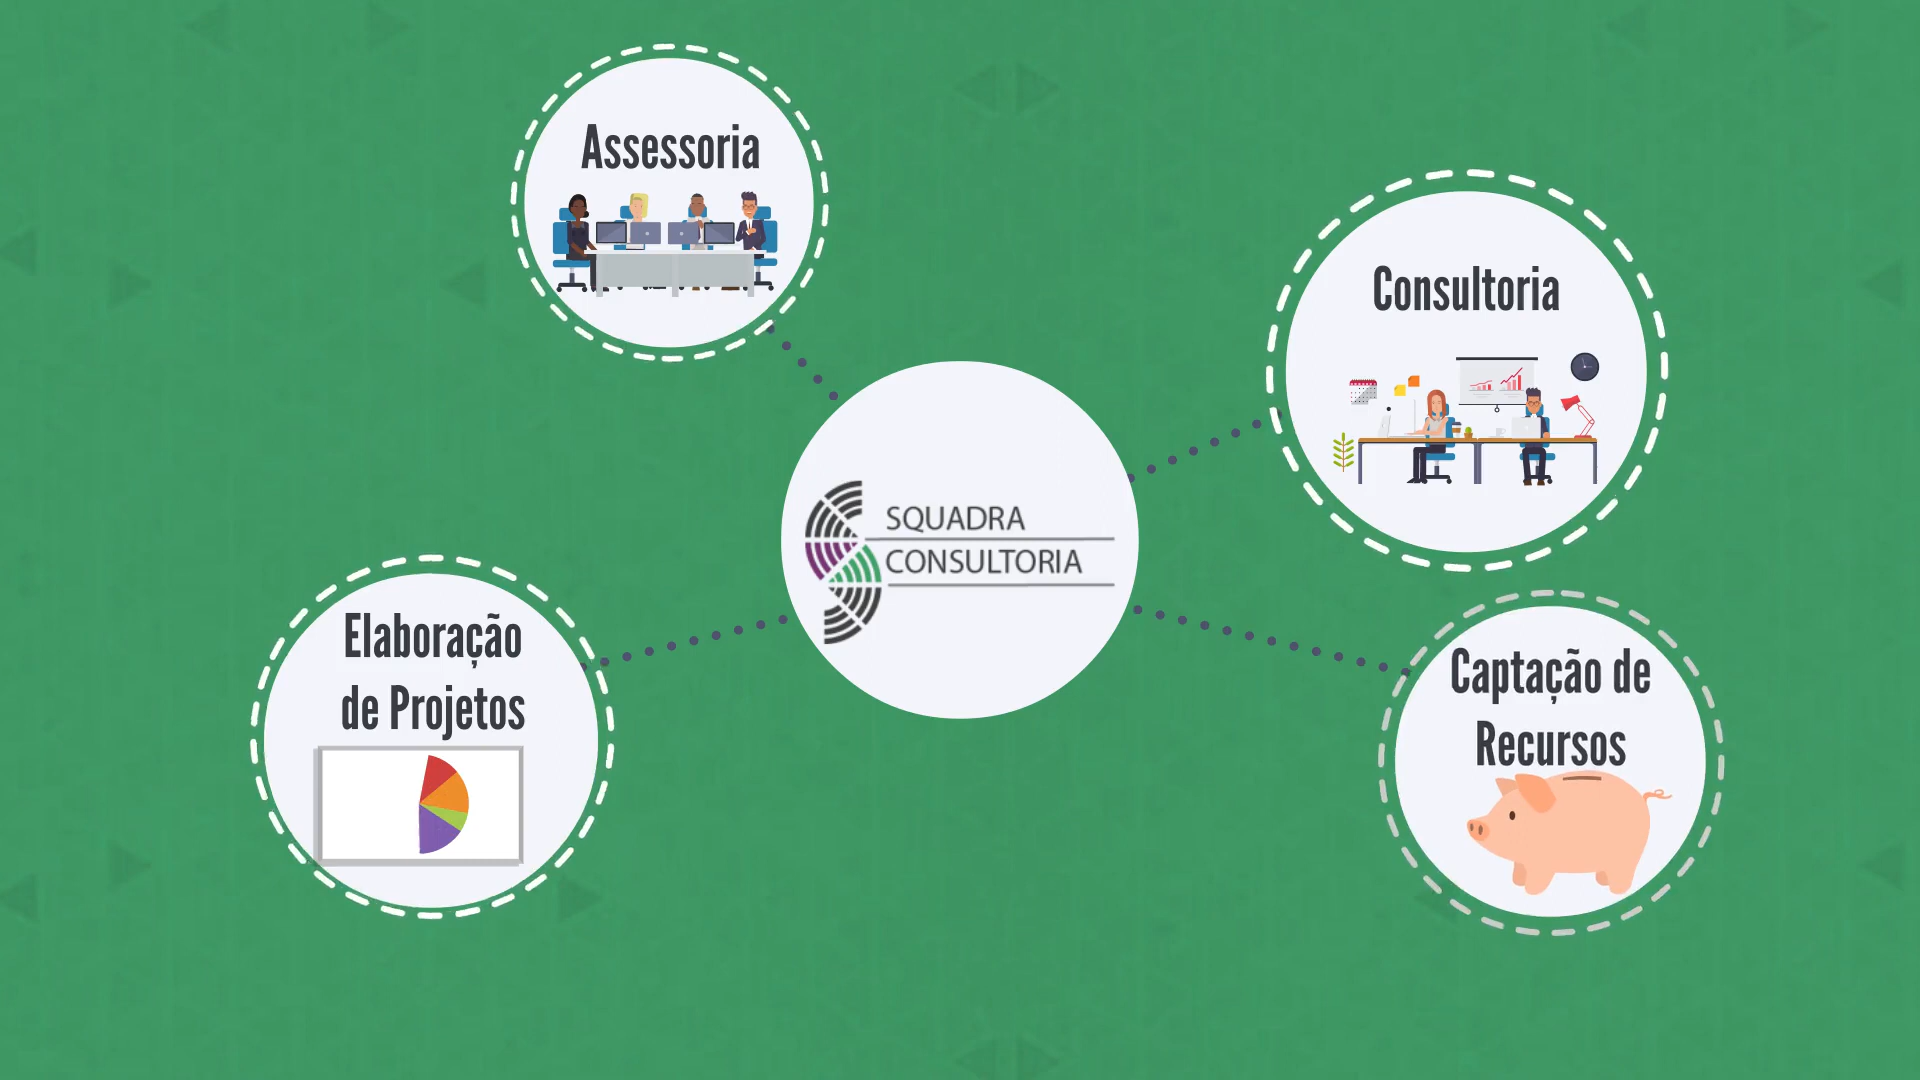 Assessoria
Consultoria
SQUADRA
CONSULTORIA
Elaboração
de Projetos
Captação de
Recursos